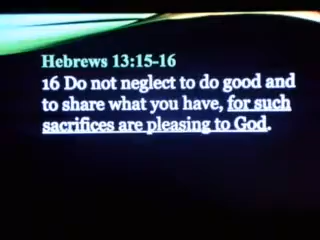 Hebrews 13:15-16
16 Do not neglect to do good and
to share what you have, for such
sacrifices are pleasing to God.